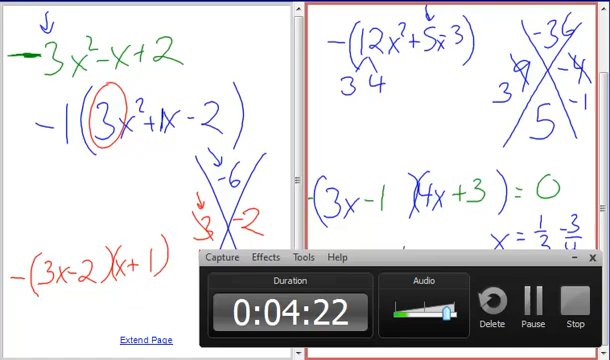 -3x²-x+2
-1(3x²+1x-2)
-6
3 -2
-(3x-2)(x+1)
Extend Page
-(12x²+5x-3)
3 4
-36
9 -4
3 -1
5
-(3x-1)(4x+3)=0
x = 1/3 -3/4
Capture Effects Tools Help
Duration
0:04:22
Audio
Delete Pause Stop